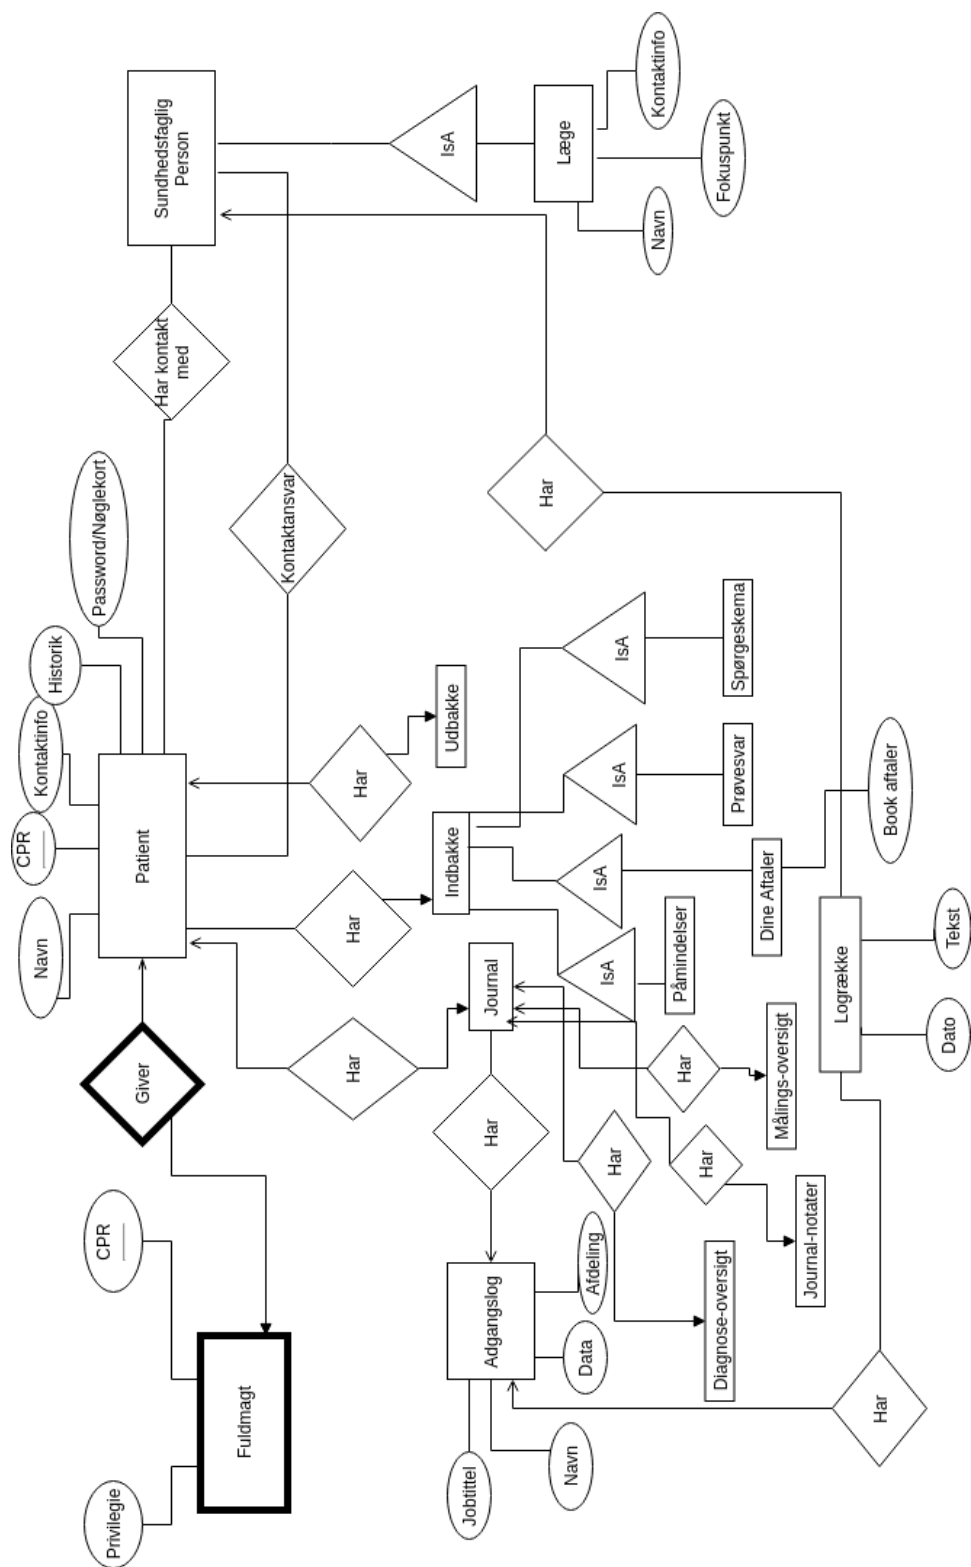 Privilegie
CPR
Fuldmagt
Giver
Navn
CPR
Kontaktinfo
Historik
Password/Nøglekort
Patient
Har kontakt
med
Sundhedsfaglig
Person
Kontaktansvar
Har
Har
Har
Udbakke
Indbakke
Journal
Har
Adgangslog
Jobtittel
Navn
Data
Afdeling
IsA
Læge
Kontaktinfo
Fokuspunkt
Navn
Har
IsA
IsA
IsA
IsA
Påmindelser
Dine Aftaler
Prøvesvar
Spørgeskema
Har
Har
Har
Diagnose-oversigt
Journal-notater
Målings-oversigt
Book aftaler
Logrække
Dato
Tekst
Har